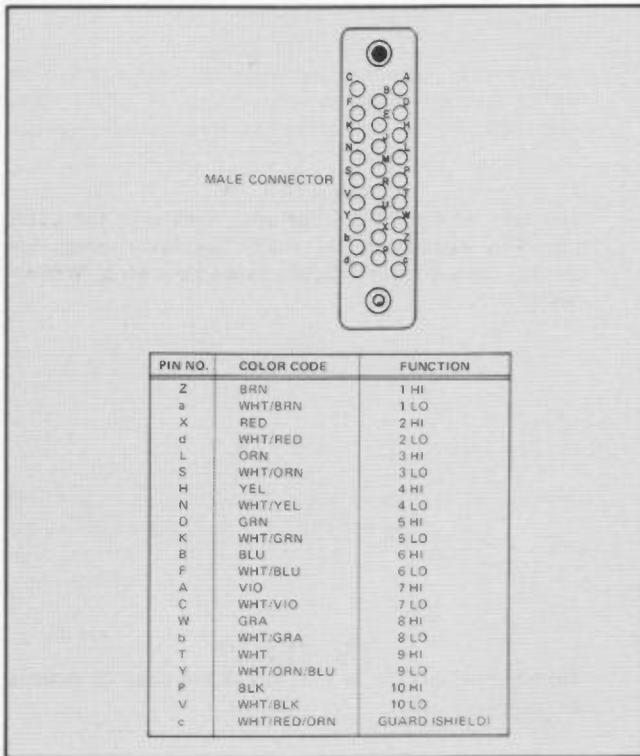 C A
B
F D
E
K H
J
N L
M
S P
R
V T
U
Y W
X
b Z
a
d c
MALE CONNECTOR
PIN NO. COLOR CODE FUNCTION
Z BRN 1 HI
a WHT/BRN 1 LO
X RED 2 HI
d WHT/RED 2 LO
L ORN 3 HI
S WHT/ORN 3 LO
H YEL 4 HI
N WHT/YEL 4 LO
D GRN 5 HI
K WHT/GRN 5 LO
B BLU 6 HI
F WHT/BLU 6 LO
A VIO 7 HI
C WHT/VIO 7 LO
W GRA 8 HI
b WHT/GRA 8 LO
T WHT 9 HI
Y WHT/ORN/BLU 9 LO
P BLK 10 HI
V WHT/BLK 10 LO
c WHT/RED/ORN GUARD (SHIELD)